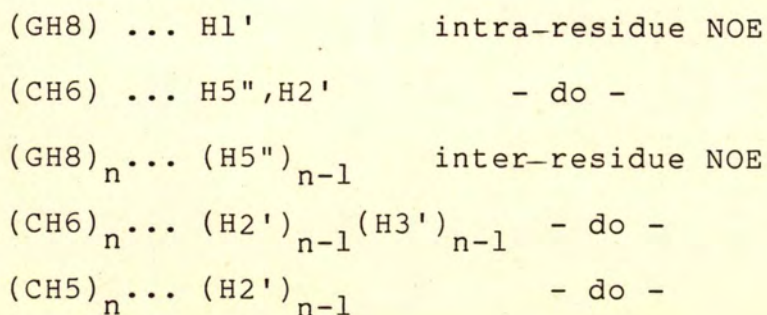 (GH8) ... H1' intra-residue NOE
(CH6) ... H5",H2' - do -
(GH8)n... (H5")n-1 inter-residue NOE
(CH6)n... (H2')n-1(H3')n-1 - do -
(CH5)n... (H2')n-1 - do -